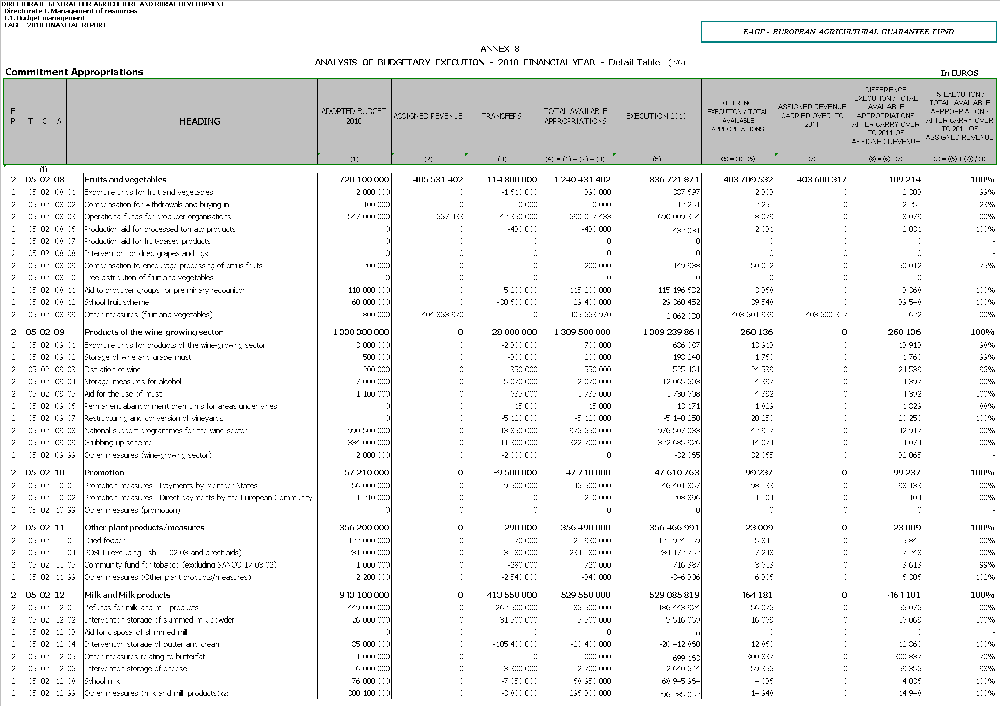 DIRECTORATE-GENERAL FOR AGRICULTURE AND RURAL DEVELOPMENT
Directorate I. Management of resources
I.1. Budget management
EAGF - 2010 FINANCIAL REPORT
EAGF - EUROPEAN AGRICULTURAL GUARANTEE FUND
ANNEX 8
ANALYSIS OF BUDGETARY EXECUTION - 2010 FINANCIAL YEAR - Detail Table (2/6)
Commitment Appropriations In EUROS
F P H T C A HEADING ADOPTED BUDGET 2010 ASSIGNED REVENUE TRANSFERS TOTAL AVAILABLE APPROPRIATIONS EXECUTION 2010 DIFFERENCE EXECUTION / TOTAL AVAILABLE APPROPRIATIONS ASSIGNED REVENUE CARRIED OVER TO 2011 DIFFERENCE EXECUTION / TOTAL AVAILABLE APPROPRIATIONS AFTER CARRY OVER TO 2011 OF ASSIGNED REVENUE % EXECUTION / TOTAL AVAILABLE APPROPRIATIONS AFTER CARRY OVER TO 2011 OF ASSIGNED REVENUE
(1) (2) (3) (4) = (1) + (2) + (3) (5) (6) = (4) - (5) (7) (8) = (6) - (7) (9) = ((5) + (7)) / (4)
(1)
2 05 02 08 Fruits and vegetables 720 100 000 405 531 402 114 800 000 1 240 431 402 836 721 871 403 709 532 403 600 317 109 214 100%
2 05 02 08 01 Export refunds for fruit and vegetables 2 000 000 0 -1 610 000 390 000 387 697 2 303 0 2 303 99%
2 05 02 08 02 Compensation for withdrawals and buying in 100 000 0 -110 000 -10 000 -12 251 2 251 0 2 251 123%
2 05 02 08 03 Operational funds for producer organisations 547 000 000 667 433 142 350 000 690 017 433 690 009 354 8 079 0 8 079 100%
2 05 02 08 06 Production aid for processed tomato products 0 0 -430 000 -430 000 -432 031 2 031 0 2 031 100%
2 05 02 08 07 Production aid for fruit-based products 0 0 0 0 0 0 0 0 -
2 05 02 08 08 Intervention for dried grapes and figs 0 0 0 0 0 0 0 0 -
2 05 02 08 09 Compensation to encourage processing of citrus fruits 200 000 0 0 200 000 149 988 50 012 0 50 012 75%
2 05 02 08 10 Free distribution of fruit and vegetables 0 0 0 0 0 0 0 0 -
2 05 02 08 11 Aid to producer groups for preliminary recognition 110 000 000 0 5 200 000 115 200 000 115 196 632 3 368 0 3 368 100%
2 05 02 08 12 School fruit scheme 60 000 000 0 -30 600 000 29 400 000 29 360 452 39 548 0 39 548 100%
2 05 02 08 99 Other measures (fruit and vegetables) 800 000 404 863 970 0 405 663 970 2 062 030 403 601 939 403 600 317 1 622 100%
2 05 02 09 Products of the wine-growing sector 1 338 300 000 0 -28 800 000 1 309 500 000 1 309 239 864 260 136 0 260 136 100%
2 05 02 09 01 Export refunds for products of the wine-growing sector 3 000 000 0 -2 300 000 700 000 686 087 13 913 0 13 913 98%
2 05 02 09 02 Storage of wine and grape must 500 000 0 -300 000 200 000 198 240 1 760 0 1 760 99%
2 05 02 09 03 Distillation of wine 200 000 0 350 000 550 000 525 461 24 539 0 24 539 96%
2 05 02 09 04 Storage measures for alcohol 7 000 000 0 5 070 000 12 070 000 12 065 603 4 397 0 4 397 100%
2 05 02 09 05 Aid for the use of must 1 100 000 0 635 000 1 735 000 1 730 608 4 392 0 4 392 100%
2 05 02 09 06 Permanent abandonment premiums for areas under vines 0 0 15 000 15 000 13 171 1 829 0 1 829 88%
2 05 02 09 07 Restructuring and conversion of vineyards 0 0 -5 120 000 -5 120 000 -5 140 250 20 250 0 20 250 100%
2 05 02 09 08 National support programmes for the wine sector 990 500 000 0 -13 850 000 976 650 000 976 507 083 142 917 0 142 917 100%
2 05 02 09 09 Grubbing-up scheme 334 000 000 0 -11 300 000 322 700 000 322 685 926 14 074 0 14 074 100%
2 05 02 09 99 Other measures (wine-growing sector) 2 000 000 0 -2 000 000 0 -32 065 32 065 0 32 065 -
2 05 02 10 Promotion 57 210 000 0 -9 500 000 47 710 000 47 610 763 99 237 0 99 237 100%
2 05 02 10 01 Promotion measures - Payments by Member States 56 000 000 0 -9 500 000 46 500 000 46 401 867 98 133 0 98 133 100%
2 05 02 10 02 Promotion measures - Direct payments by the European Community 1 210 000 0 0 1 210 000 1 208 896 1 104 0 1 104 100%
2 05 02 10 99 Other measures (promotion) 0 0 0 0 0 0 0 0 -
2 05 02 11 Other plant products/measures 356 200 000 0 290 000 356 490 000 356 466 991 23 009 0 23 009 100%
2 05 02 11 01 Dried fodder 122 000 000 0 -70 000 121 930 000 121 924 159 5 841 0 5 841 100%
2 05 02 11 04 POSEI (excluding Fish 11 02 03 and direct aids) 231 000 000 0 3 180 000 234 180 000 234 172 752 7 248 0 7 248 100%
2 05 02 11 05 Community fund for tobacco (excluding SANCO 17 03 02) 1 000 000 0 -280 000 720 000 716 387 3 613 0 3 613 99%
2 05 02 11 99 Other measures (Other plant products/measures) 2 200 000 0 -2 540 000 -340 000 -346 306 6 306 0 6 306 102%
2 05 02 12 Milk and Milk products 943 100 000 0 -413 550 000 529 550 000 529 085 819 464 181 0 464 181 100%
2 05 02 12 01 Refunds for milk and milk products 449 000 000 0 -262 500 000 186 500 000 186 443 924 56 076 0 56 076 100%
2 05 02 12 02 Intervention storage of skimmed-milk powder 26 000 000 0 -31 500 000 -5 500 000 -5 516 069 16 069 0 16 069 100%
2 05 02 12 03 Aid for disposal of skimmed milk 0 0 0 0 0 0 0 0 -
2 05 02 12 04 Intervention storage of butter and cream 85 000 000 0 -105 400 000 -20 400 000 -20 412 860 12 860 0 12 860 100%
2 05 02 12 05 Other measures relating to butterfat 1 000 000 0 0 1 000 000 699 163 300 837 0 300 837 70%
2 05 02 12 06 Intervention storage of cheese 6 000 000 0 -3 300 000 2 700 000 2 640 644 59 356 0 59 356 98%
2 05 02 12 08 School milk 76 000 000 0 -7 050 000 68 950 000 68 945 964 4 036 0 4 036 100%
2 05 02 12 99 Other measures (milk and milk products) (2) 300 100 000 0 -3 800 000 296 300 000 296 285 052 14 948 0 14 948 100%